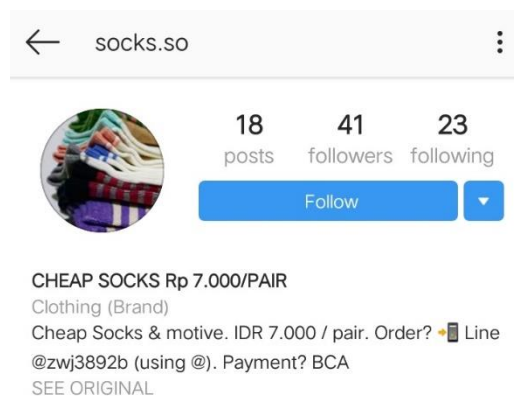 socks.so
18 41 23
posts followers following
Follow
CHEAP SOCKS Rp 7.000/PAIR
Clothing (Brand)
Cheap Socks & motive. IDR 7.000 / pair. Order? 📲 Line
@zwj3892b (using @). Payment? BCA
SEE ORIGINAL